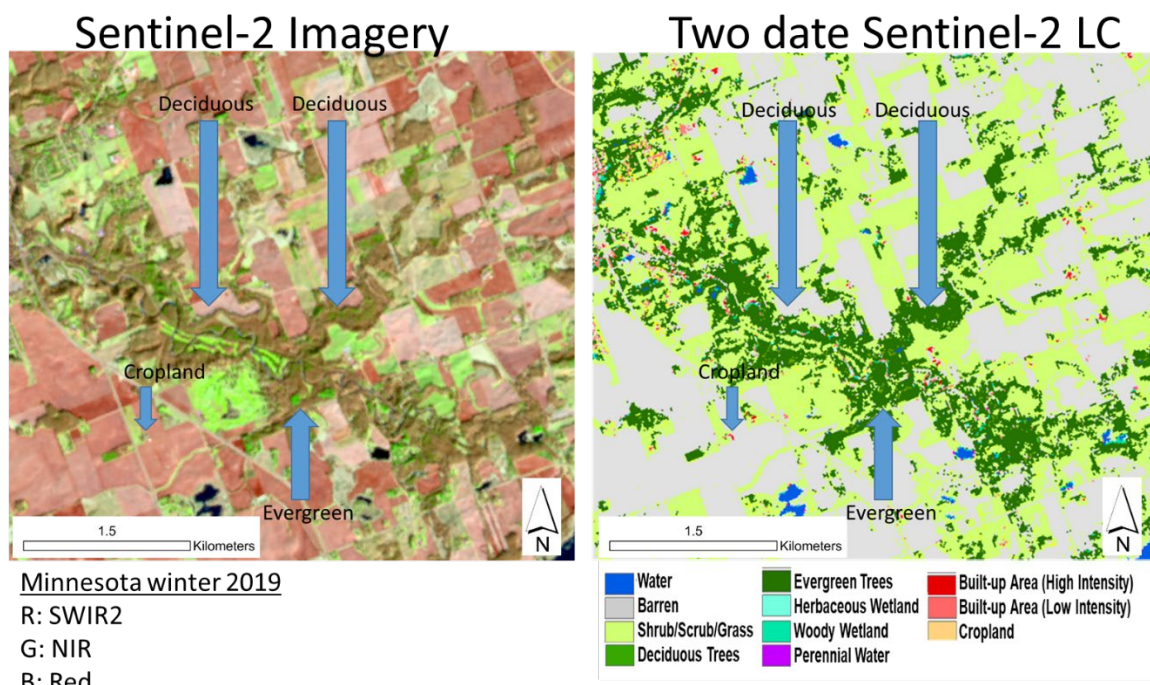 Sentinel-2 Imagery
Deciduous
Deciduous
Cropland
Evergreen
1.5
Kilometers
N
Minnesota winter 2019
R: SWIR2
G: NIR
B: Red
Two date Sentinel-2 LC
Deciduous
Deciduous
Cropland
Evergreen
1.5
Kilometers
N
Water
Barren
Shrub/Scrub/Grass
Deciduous Trees
Evergreen Trees
Herbaceous Wetland
Woody Wetland
Perennial Water
Built-up Area (High Intensity)
Built-up Area (Low Intensity)
Cropland